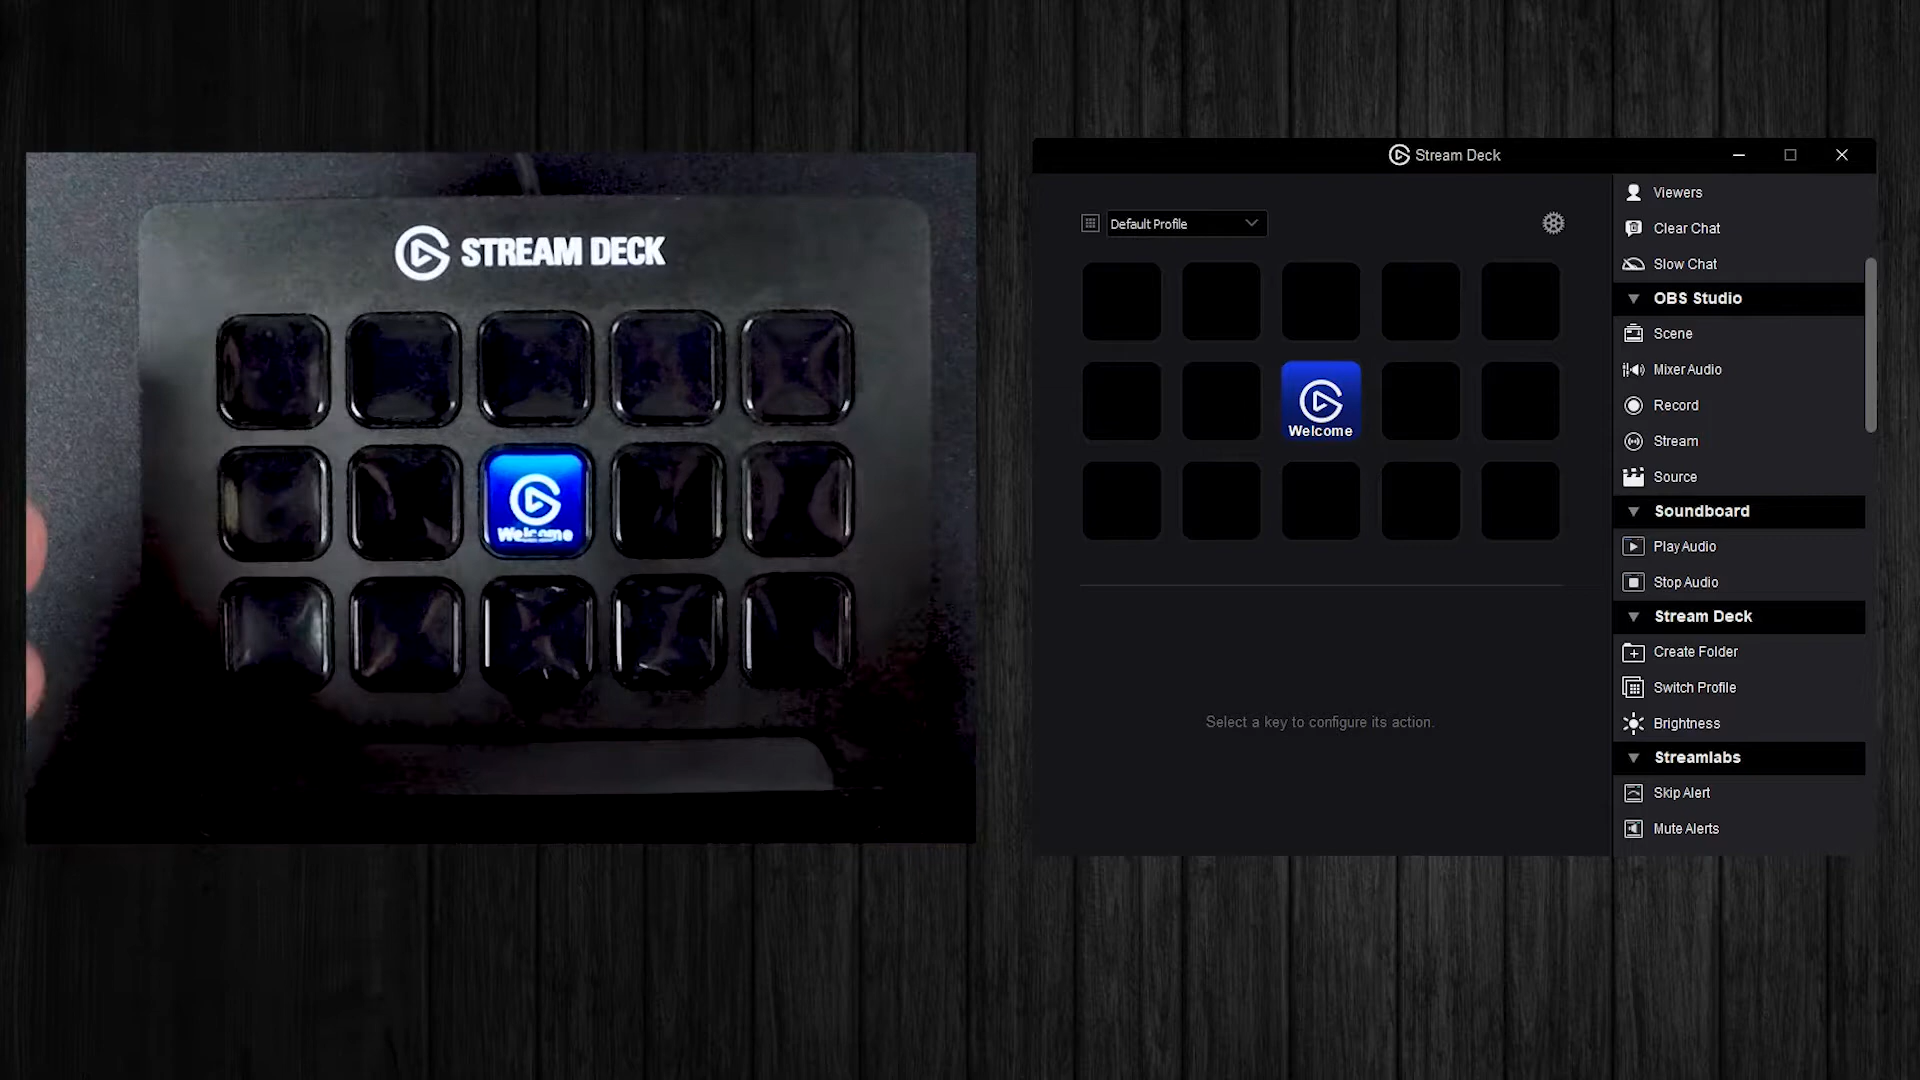 STREAM DECK
Welcome
Stream Deck
Default Profile
Welcome
Select a key to configure its action.
Viewers
Clear Chat
Slow Chat
OBS Studio
Scene
Mixer Audio
Record
Stream
Source
Soundboard
Play Audio
Stop Audio
Stream Deck
Create Folder
Switch Profile
Brightness
Streamlabs
Skip Alert
Mute Alerts